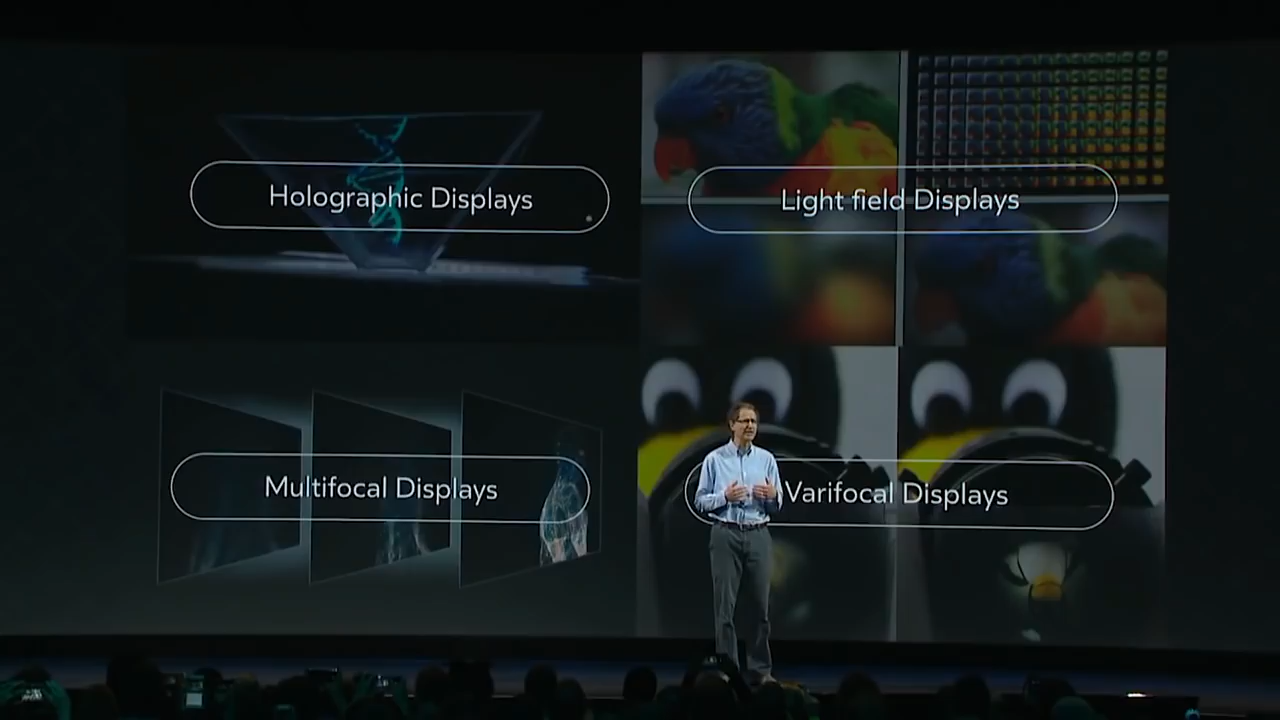 Holographic Displays
Light field Displays
Multifocal Displays
Varifocal Displays